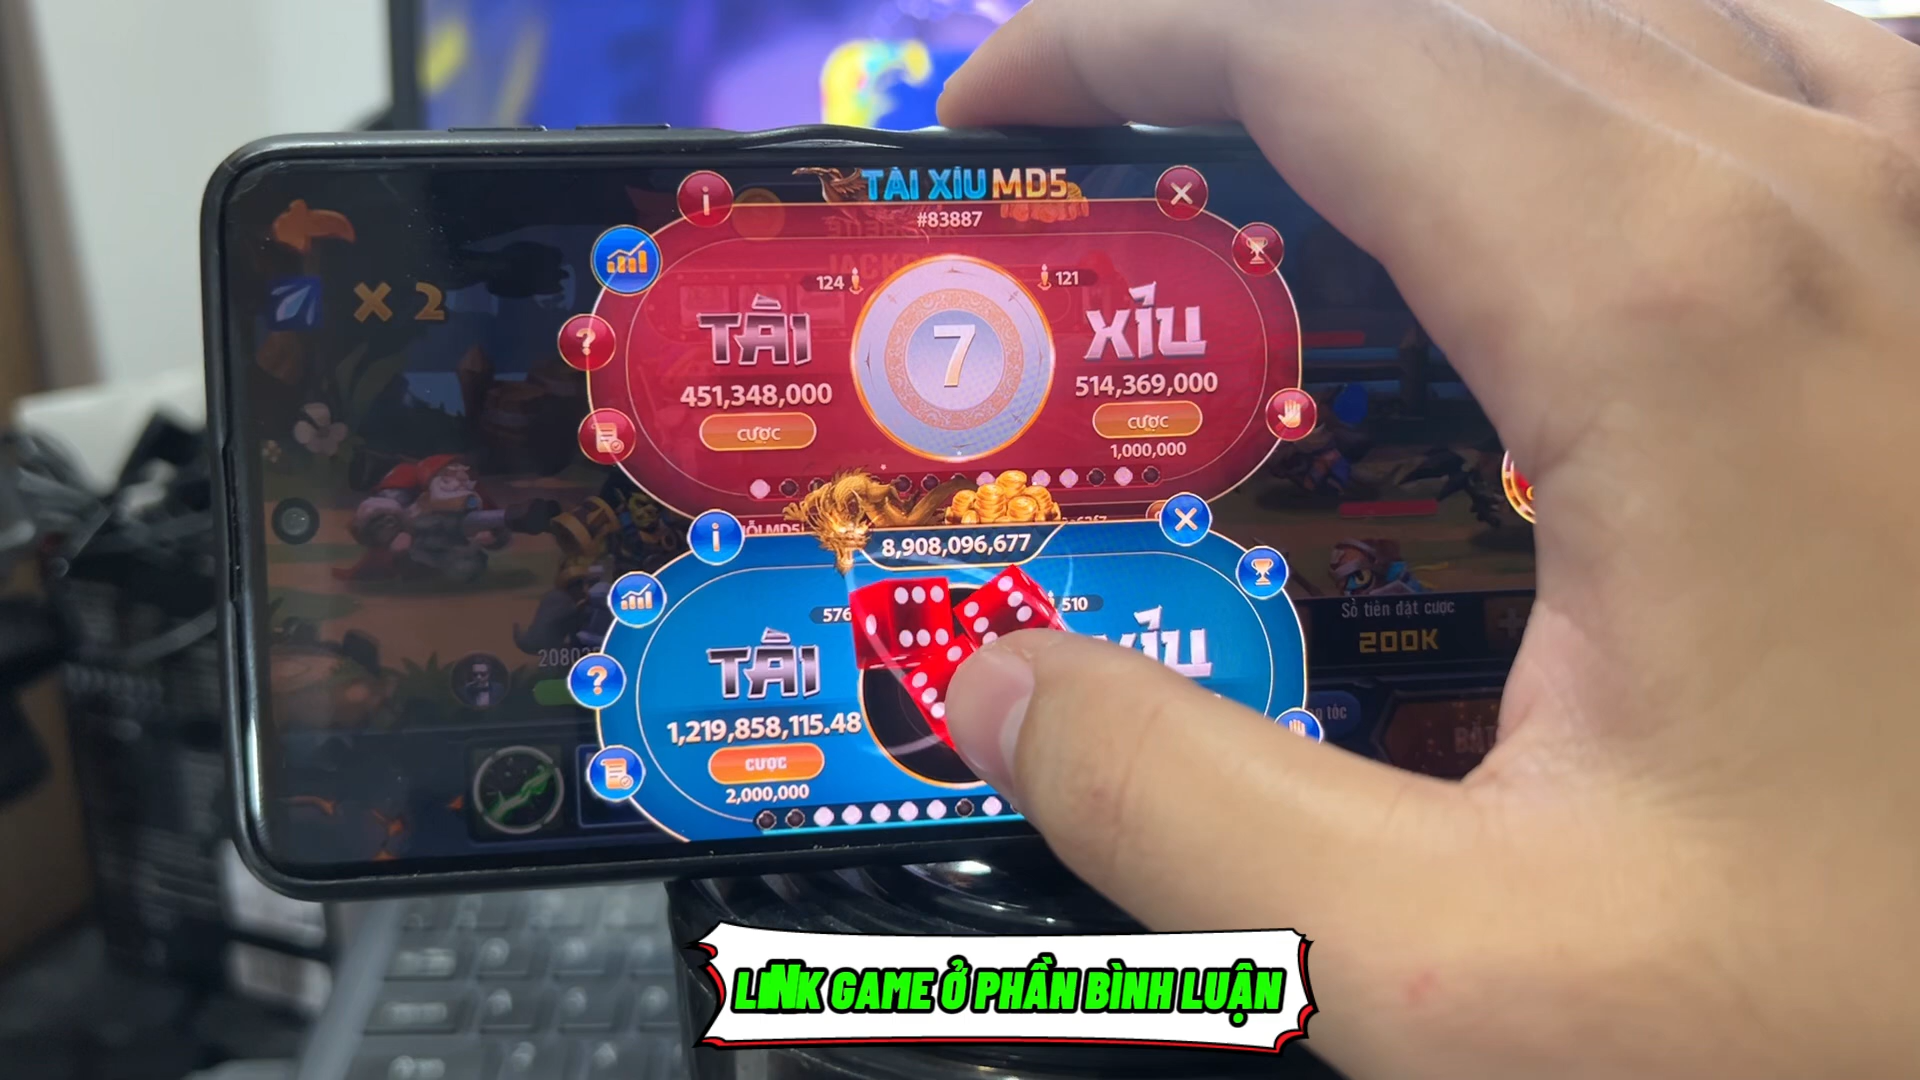 TÀI XỈU MD5
#83887
124
121
7
TÀI
XỈU
451,348,000
514,369,000
CƯỢC
CƯỢC
1,000,000
X 2
8,908,096,677
576
510
TÀI
XỈU
1,219,858,115.48
CƯỢC
2,000,000
Số tiền đặt cược
200K
LINK GAME Ở PHẦN BÌNH LUẬN